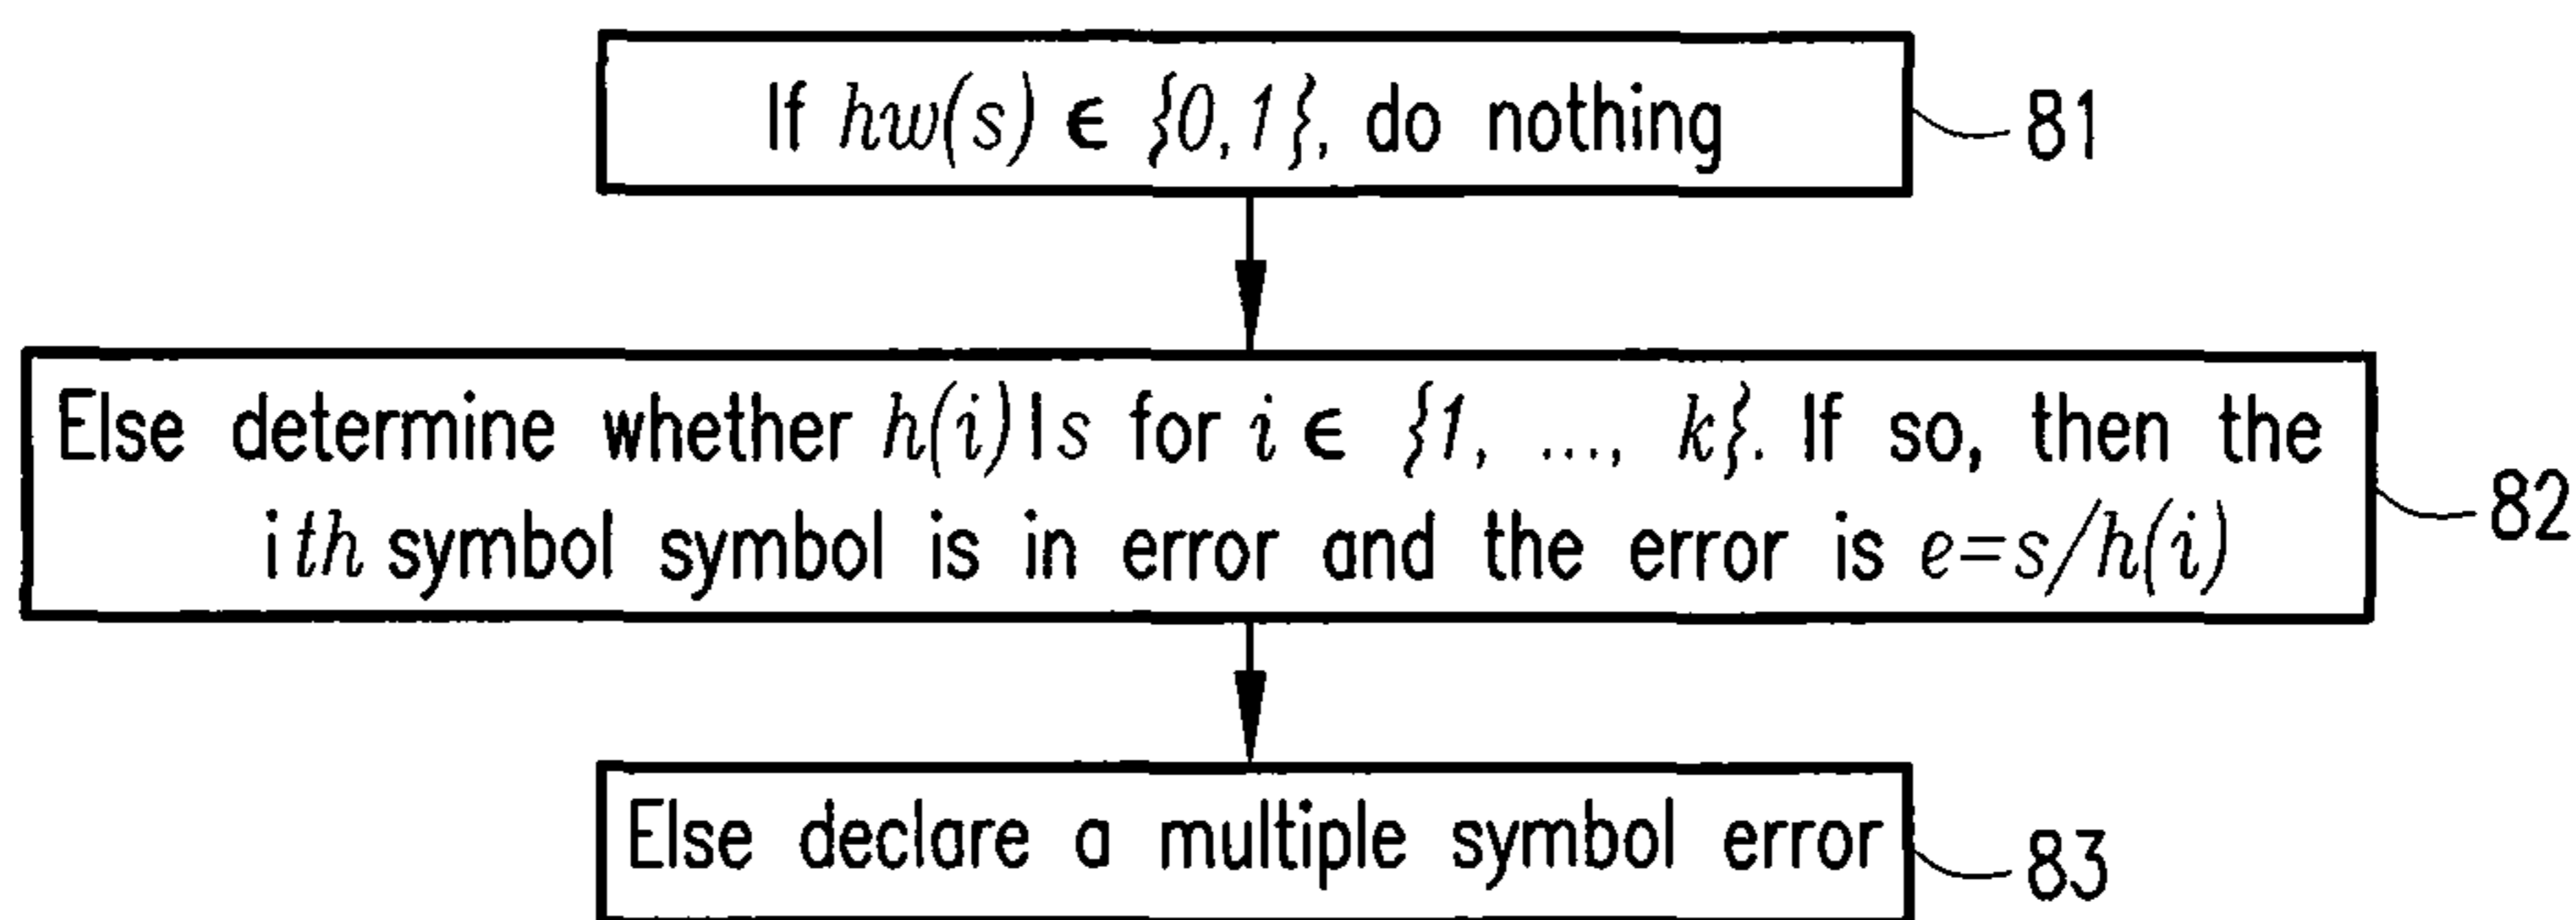 If hw(s) ϵ {0,1}, do nothing
81
Else determine whether h(i)|s for i ϵ {1, ..., k}. If so, then the
ith symbol symbol is in error and the error is e=s/h(i)
82
Else declare a multiple symbol error
83